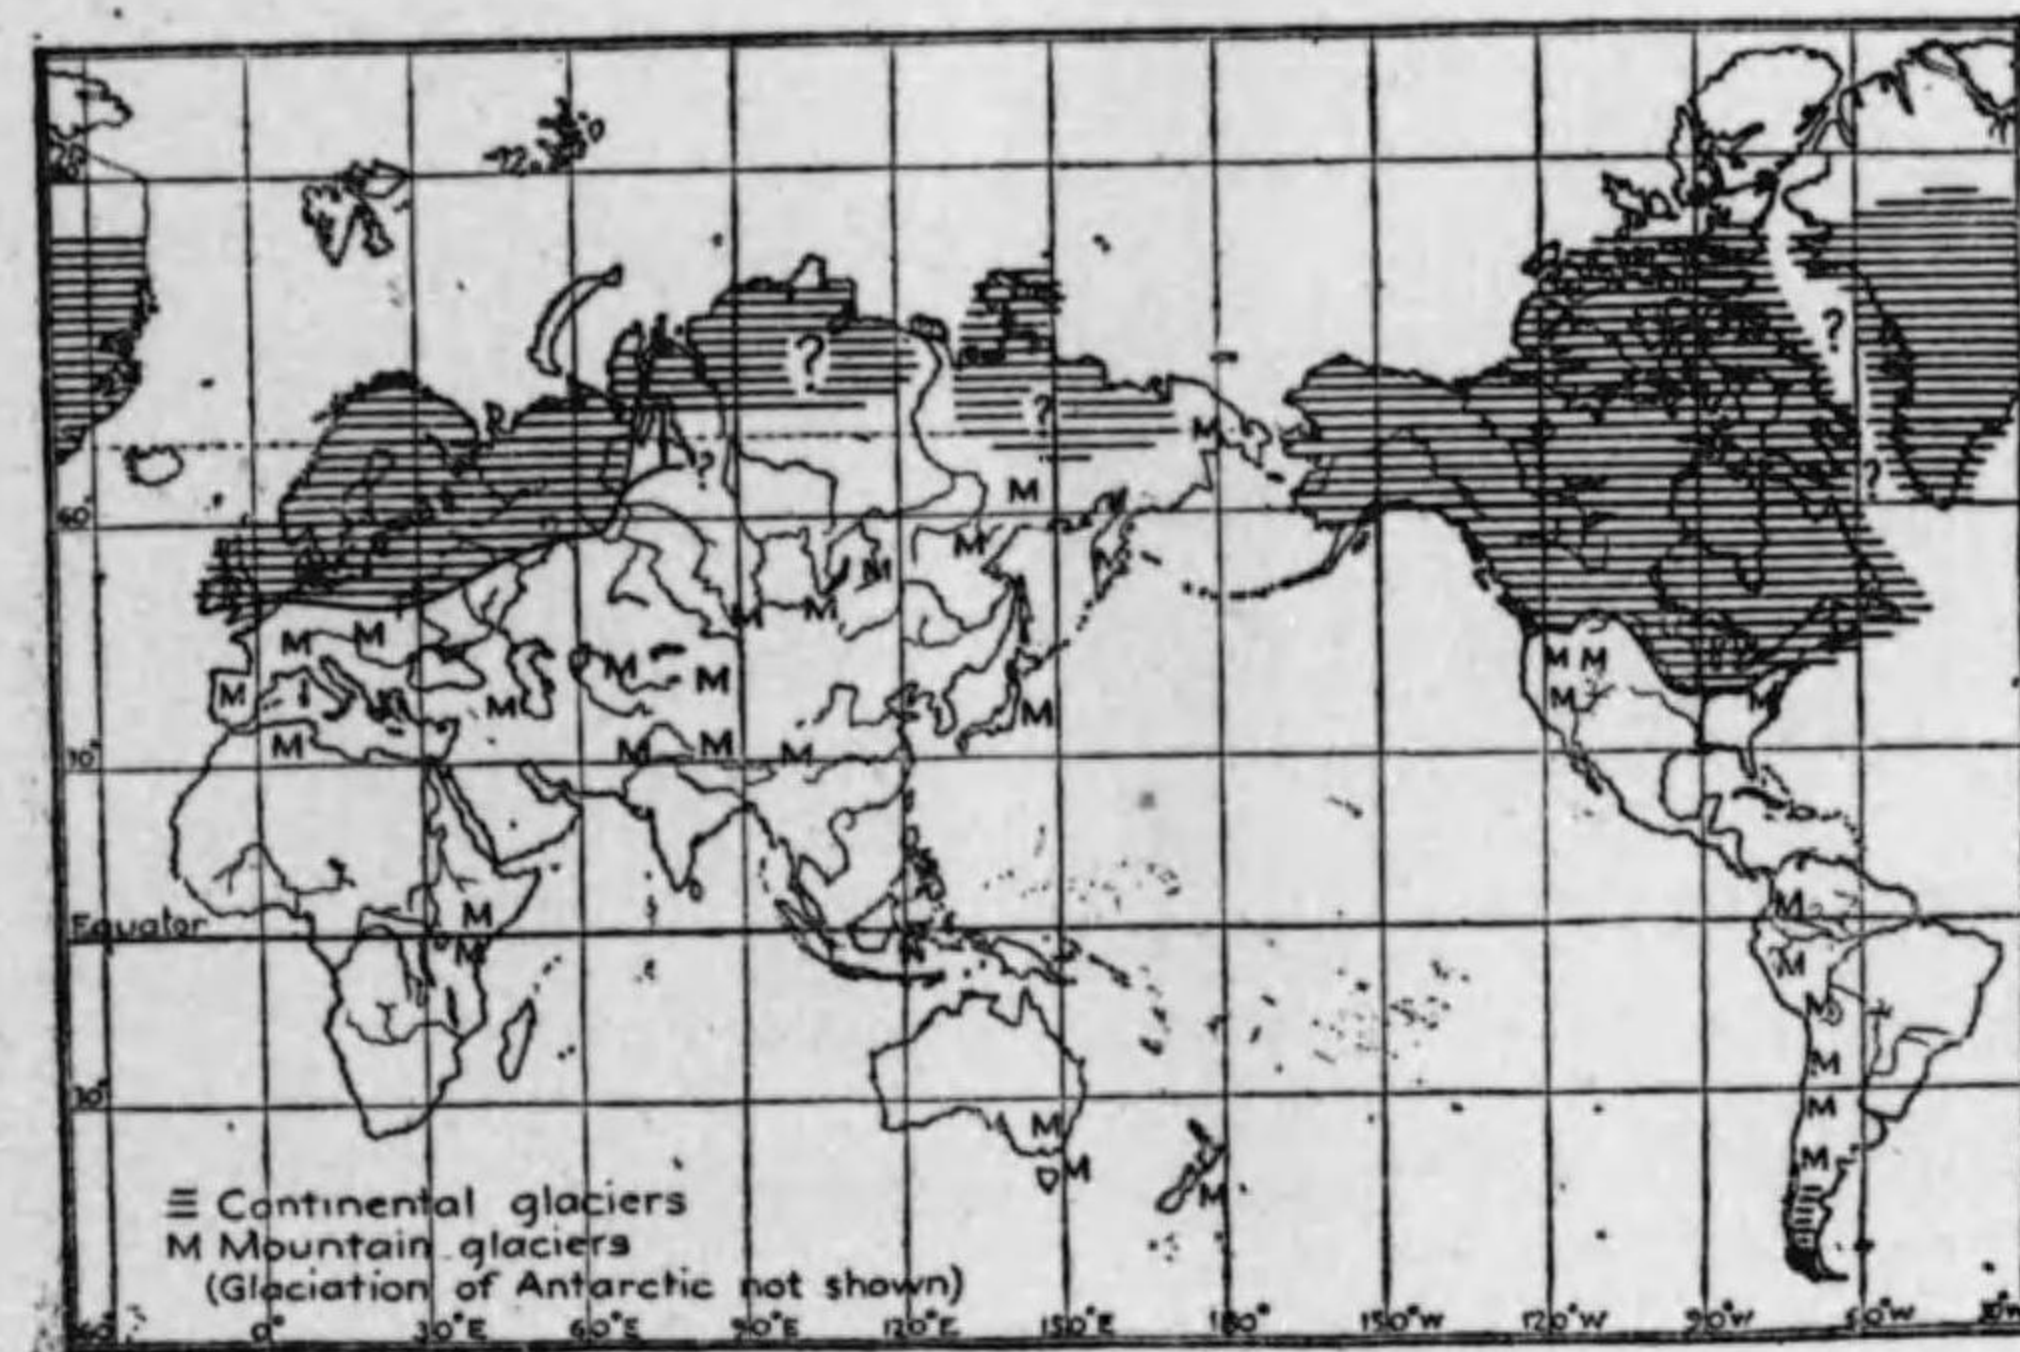 ? ? ? ? ?
M M M M M
60°
M M M M
M M M M M
M M M M M
M M M M
30°
M
Equator
M M
M
M
M
30°
M M
M M
M
≡ Continental glaciers
M Mountain glaciers
(Glaciation of Antarctic not shown)
0° 30°E 60°E 90°E 120°E 150°E 180° 150°W 120°W 90°W 60°W